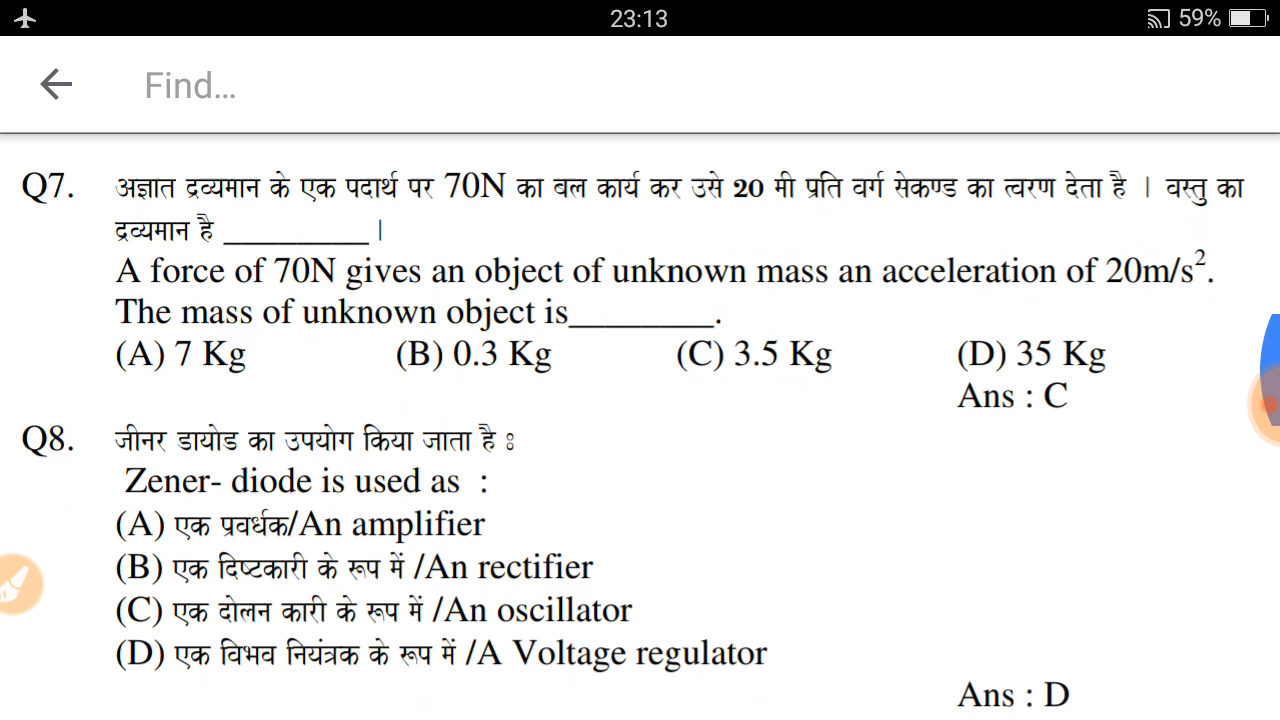 23:13
59%
Find...
Q7. अज्ञात द्रव्यमान के एक पदार्थ पर 70N का बल कार्य कर उसे 20 मी प्रति वर्ग सेकण्ड का त्वरण देता है । वस्तु का
द्रव्यमान है _________।
A force of 70N gives an object of unknown mass an acceleration of 20m/s².
The mass of unknown object is_________.
(A) 7 Kg (B) 0.3 Kg (C) 3.5 Kg (D) 35 Kg
Ans : C
Q8. जीनर डायोड का उपयोग किया जाता है ः
Zener- diode is used as :
(A) एक प्रवर्धक/An amplifier
(B) एक दिष्टकारी के रूप में /An rectifier
(C) एक दोलन कारी के रूप में /An oscillator
(D) एक विभव नियंत्रक के रूप में /A Voltage regulator
Ans : D